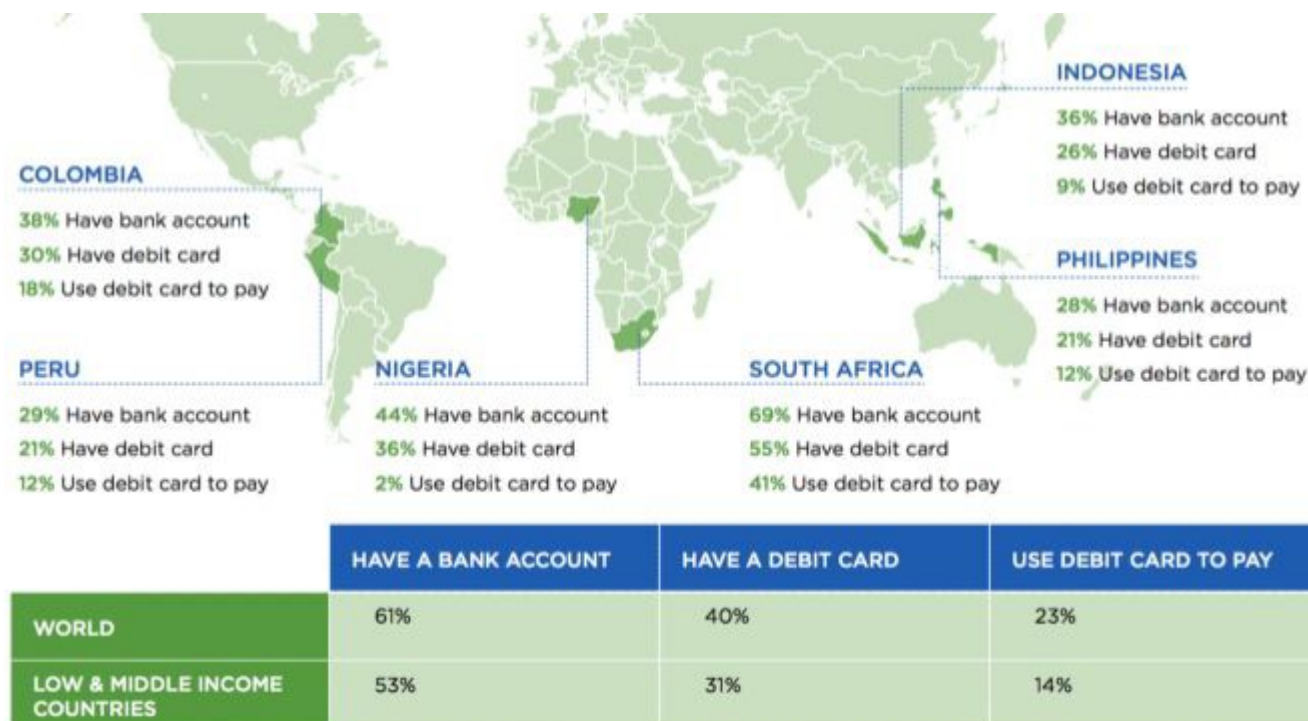 INDONESIA
36% Have bank account
26% Have debit card
9% Use debit card to pay
COLOMBIA
38% Have bank account
30% Have debit card
18% Use debit card to pay
PHILIPPINES
28% Have bank account
21% Have debit card
12% Use debit card to pay
PERU
29% Have bank account
21% Have debit card
12% Use debit card to pay
NIGERIA
44% Have bank account
36% Have debit card
2% Use debit card to pay
SOUTH AFRICA
69% Have bank account
55% Have debit card
41% Use debit card to pay
HAVE A BANK ACCOUNT HAVE A DEBIT CARD USE DEBIT CARD TO PAY
WORLD 61% 40% 23%
LOW & MIDDLE INCOME
COUNTRIES 53% 31% 14%